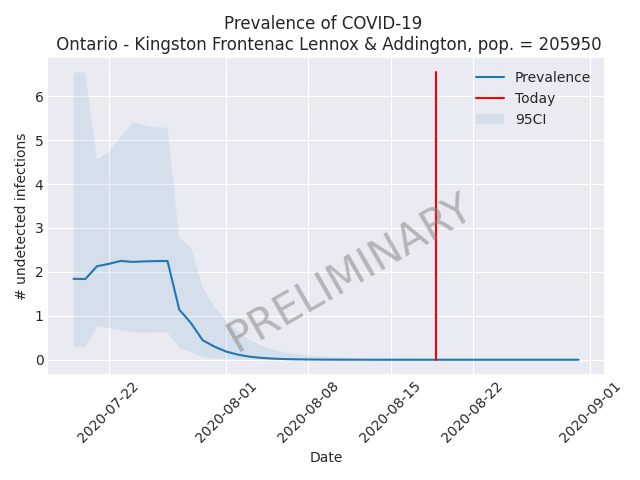 Prevalence of COVID-19
Ontario - Kingston Frontenac Lennox & Addington, pop. = 205950
Prevalence
Today
95CI
# undetected infections
6
5
4
3
2
1
0
PRELIMINARY
2020-07-22
2020-08-01
2020-08-08
2020-08-15
2020-08-22
2020-09-01
Date